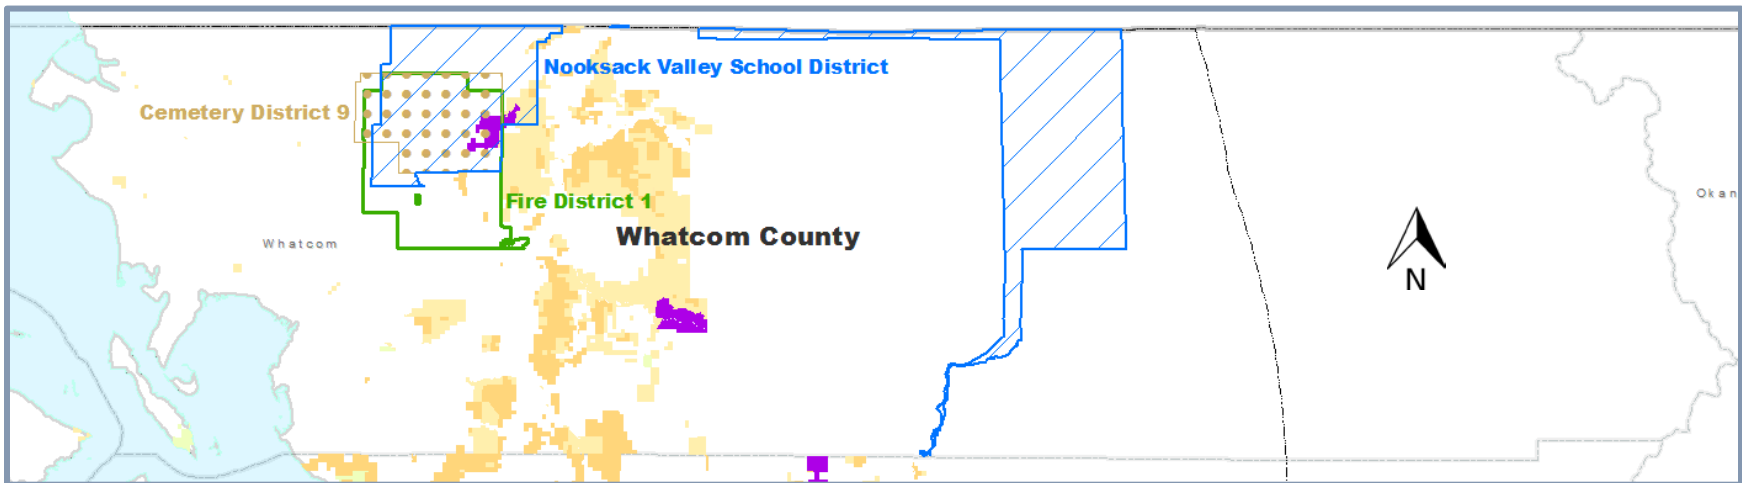 Nooksack Valley School District
Cemetery District 9
Fire District 1
Okan
Whatcom County
Whatcom
N